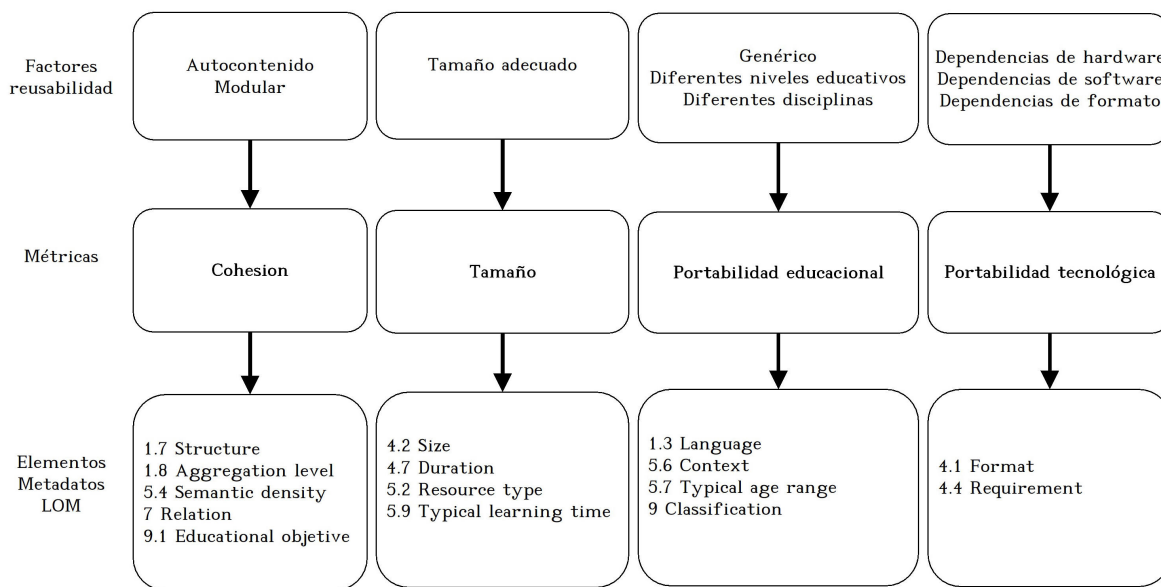 Factores
reusabilidad
Autocontenido
Modular
Tamaño adecuado
Genérico
Diferentes niveles educativos
Diferentes disciplinas
Dependencias de hardware
Dependencias de software
Dependencias de formato
Métricas
Cohesion
Tamaño
Portabilidad educacional
Portabilidad tecnológica
Elementos
Metadatos
LOM
1.7 Structure
1.8 Aggregation level
5.4 Semantic density
7 Relation
9.1 Educational objetive
4.2 Size
4.7 Duration
5.2 Resource type
5.9 Typical learning time
1.3 Language
5.6 Context
5.7 Typical age range
9 Classification
4.1 Format
4.4 Requirement